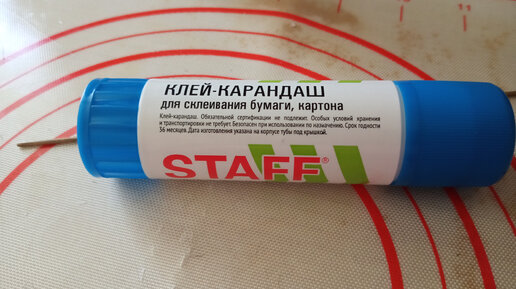 КЛЕЙ-КАРАНДАШ
для склеивания бумаги, картона
Клей-карандаш. Обязательной сертификации не подлежит. Особых условий хранения
и транспортировки не требует. Безопасен при использовании по назначению. Срок годности
36 месяцев. Дата изготовления указана на корпусе тубы под крышкой.
STAFF®